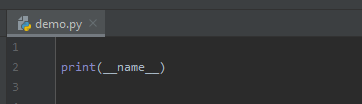 demo.py
1
2 print(__name__)
3